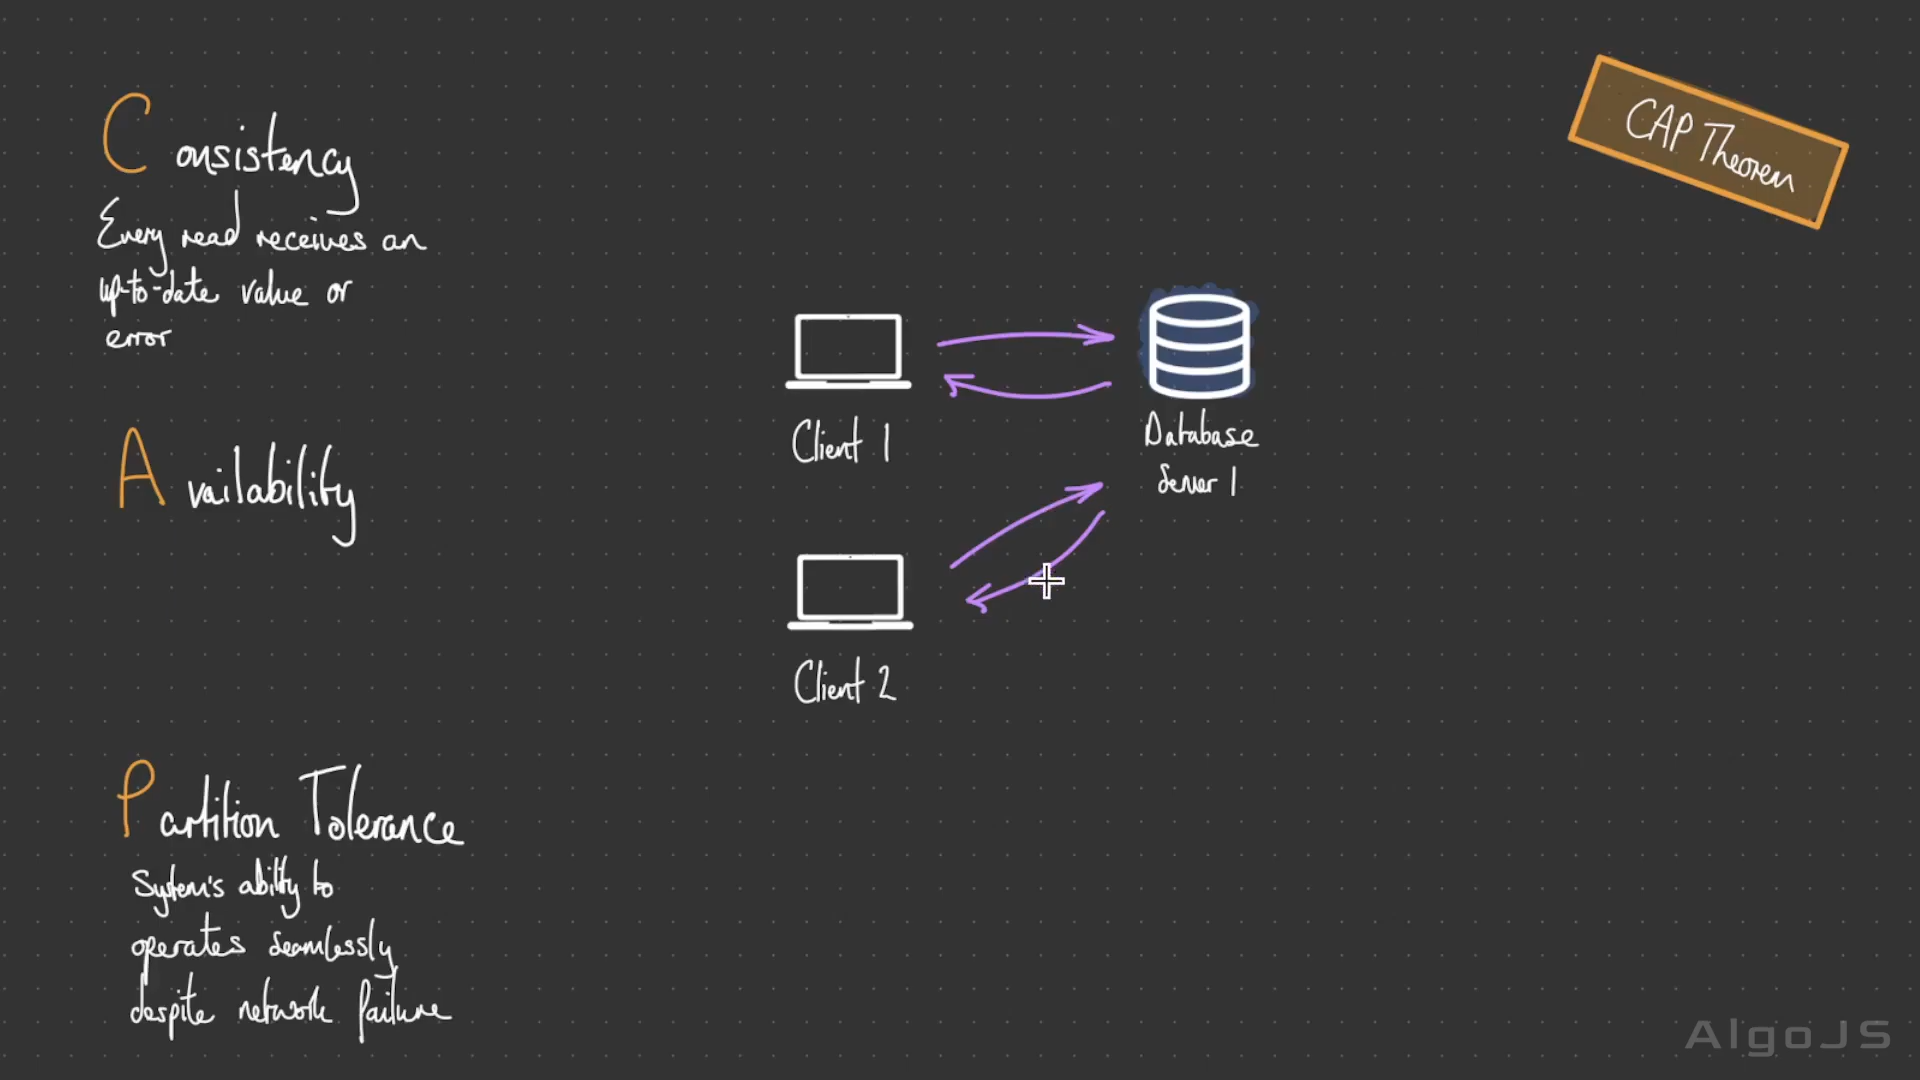 Consistency
Every read receives an
up-to-date value or
error
Availability
Partition Tolerance
System's ability to
operates seamlessly
despite network failure
Client 1
Database
Server 1
Client 2
CAP Theorem
AlgoJS